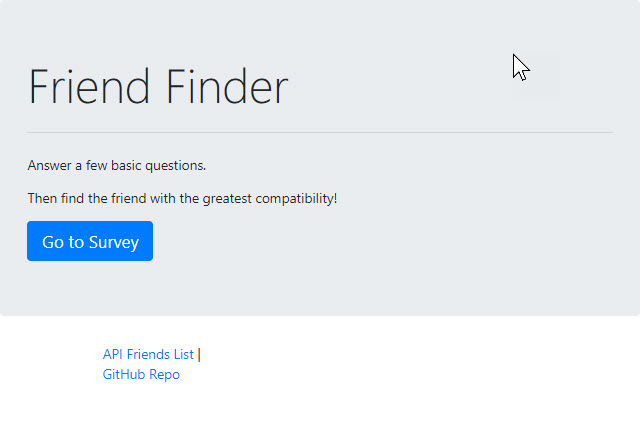 Friend Finder
Answer a few basic questions.
Then find the friend with the greatest compatibility!
Go to Survey
API Friends List |
GitHub Repo